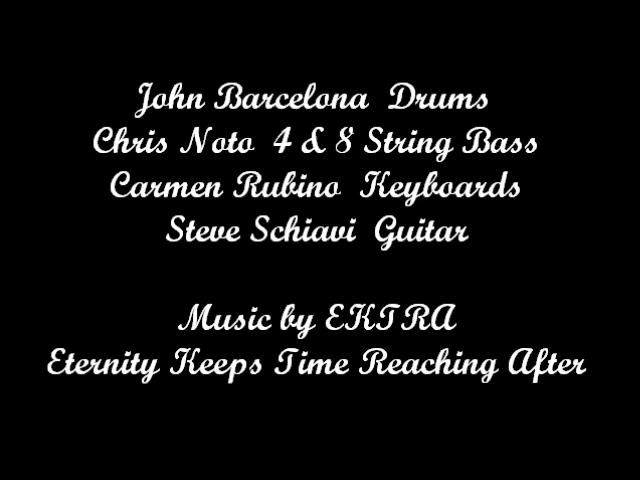 John Barcelona  Drums
Chris Noto  4 & 8 String Bass
Carmen Rubino  Keyboards
Steve Schiavi  Guitar
Music by EKTRA
Eternity Keeps Time Reaching After